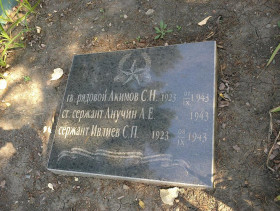 гв. рядовой Акимов С.Н. 1923 1943
ст. сержант Анучин А.Е. 1943
сержант Ивлиев С.П. 1923 1943